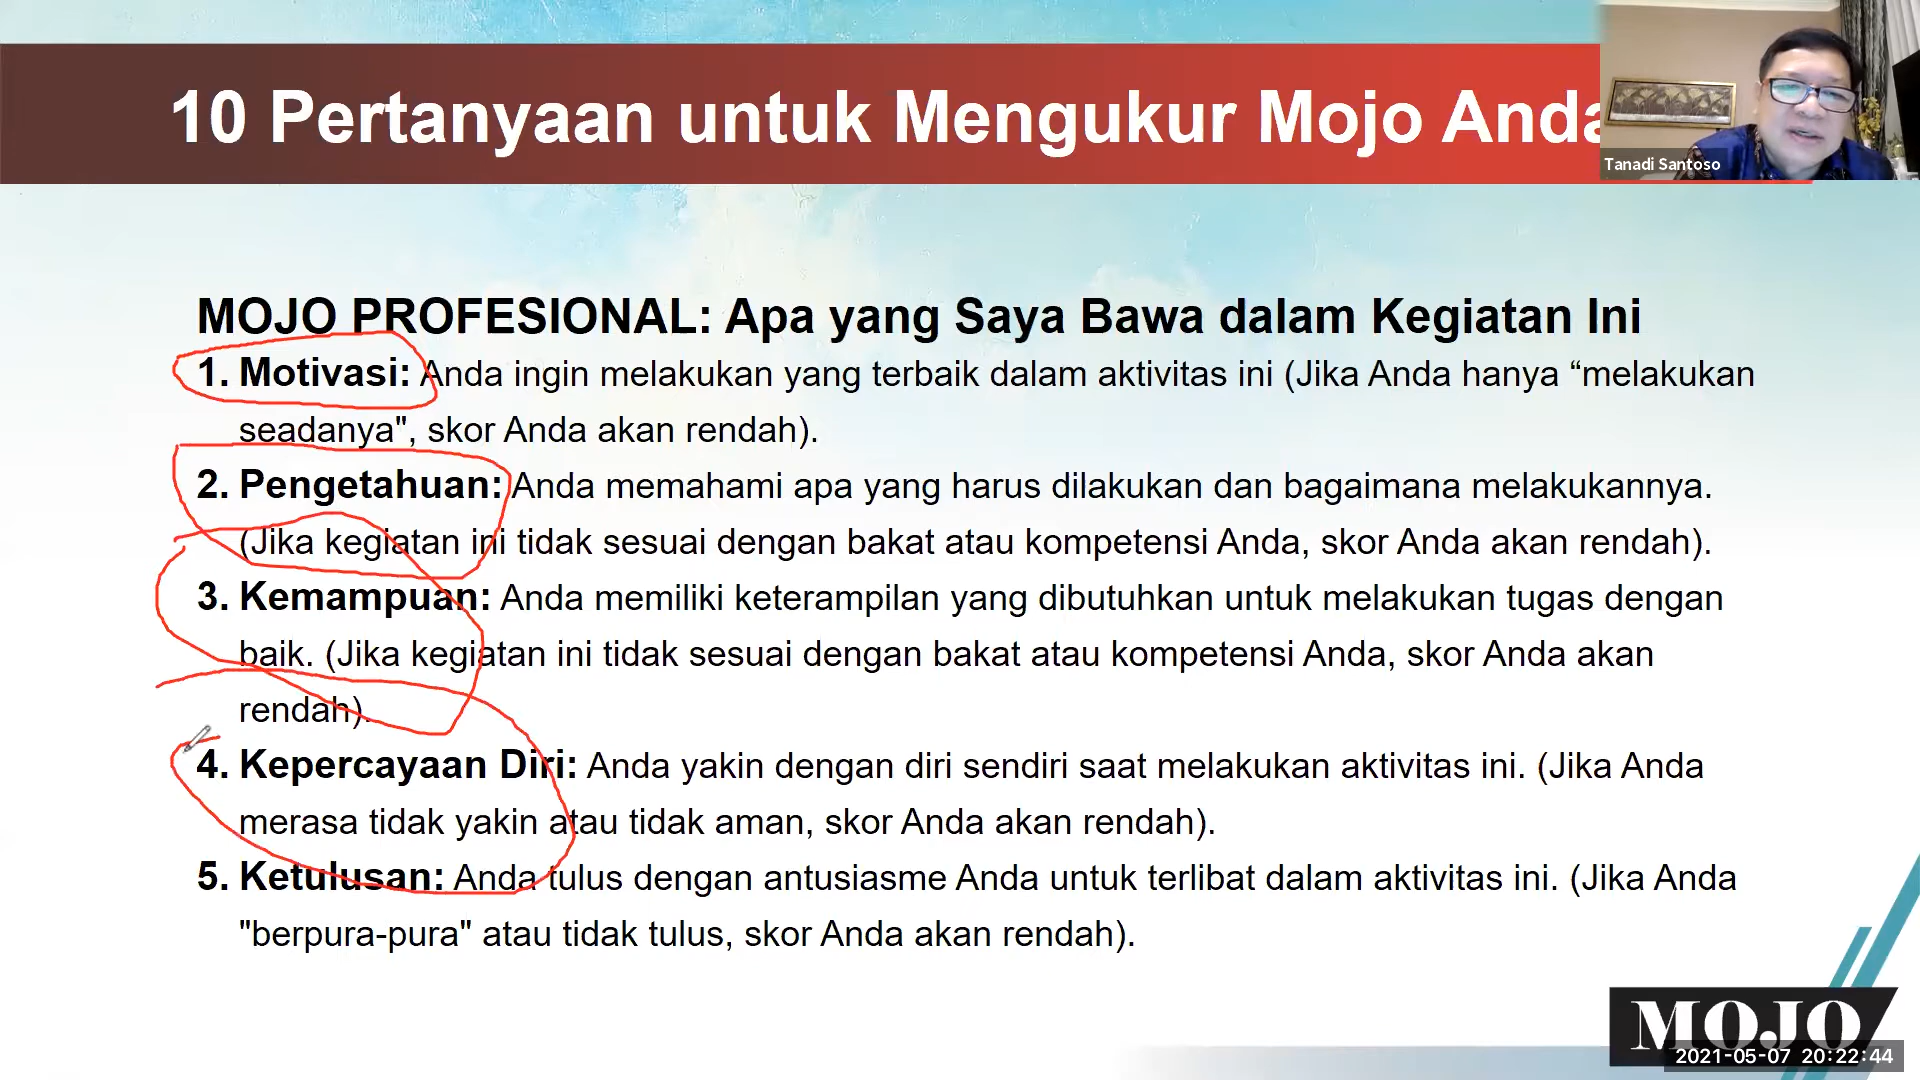 10 Pertanyaan untuk Mengukur Mojo Anda
Tanadi Santoso
MOJO PROFESIONAL: Apa yang Saya Bawa dalam Kegiatan Ini
1. Motivasi: Anda ingin melakukan yang terbaik dalam aktivitas ini (Jika Anda hanya “melakukan
seadanya", skor Anda akan rendah).
2. Pengetahuan: Anda memahami apa yang harus dilakukan dan bagaimana melakukannya.
(Jika kegiatan ini tidak sesuai dengan bakat atau kompetensi Anda, skor Anda akan rendah).
3. Kemampuan: Anda memiliki keterampilan yang dibutuhkan untuk melakukan tugas dengan
baik. (Jika kegiatan ini tidak sesuai dengan bakat atau kompetensi Anda, skor Anda akan
rendah).
4. Kepercayaan Diri: Anda yakin dengan diri sendiri saat melakukan aktivitas ini. (Jika Anda
merasa tidak yakin atau tidak aman, skor Anda akan rendah).
5. Ketulusan: Anda tulus dengan antusiasme Anda untuk terlibat dalam aktivitas ini. (Jika Anda
"berpura-pura" atau tidak tulus, skor Anda akan rendah).
MOJO
2021-05-07 20:22:44